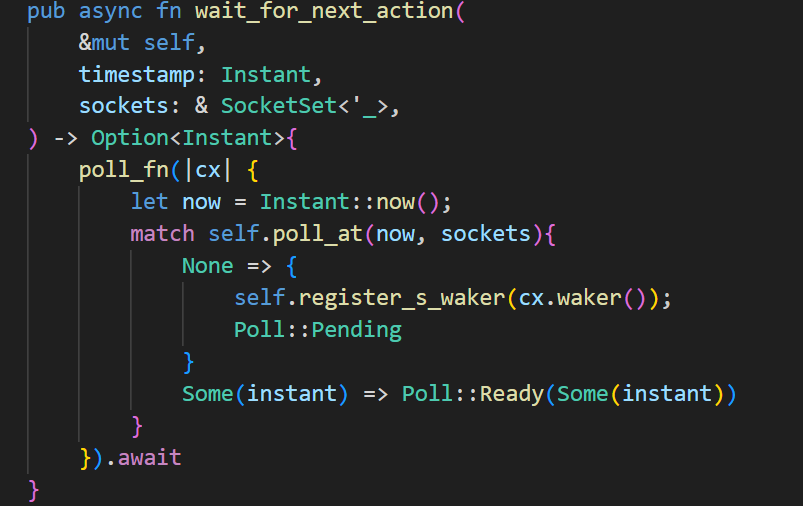 pub async fn wait_for_next_action(
    &mut self,
    timestamp: Instant,
    sockets: & SocketSet<'_>,
) -> Option<Instant>{
    poll_fn(|cx| {
        let now = Instant::now();
        match self.poll_at(now, sockets){
            None => {
                self.register_s_waker(cx.waker());
                Poll::Pending
            }
            Some(instant) => Poll::Ready(Some(instant))
        }
    }).await
}